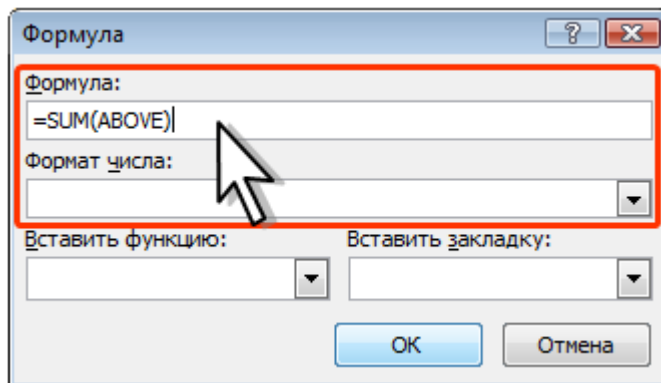 Формула
Формула:
=SUM(ABOVE)
Формат числа:
Вставить функцию: Вставить закладку:
ОК Отмена